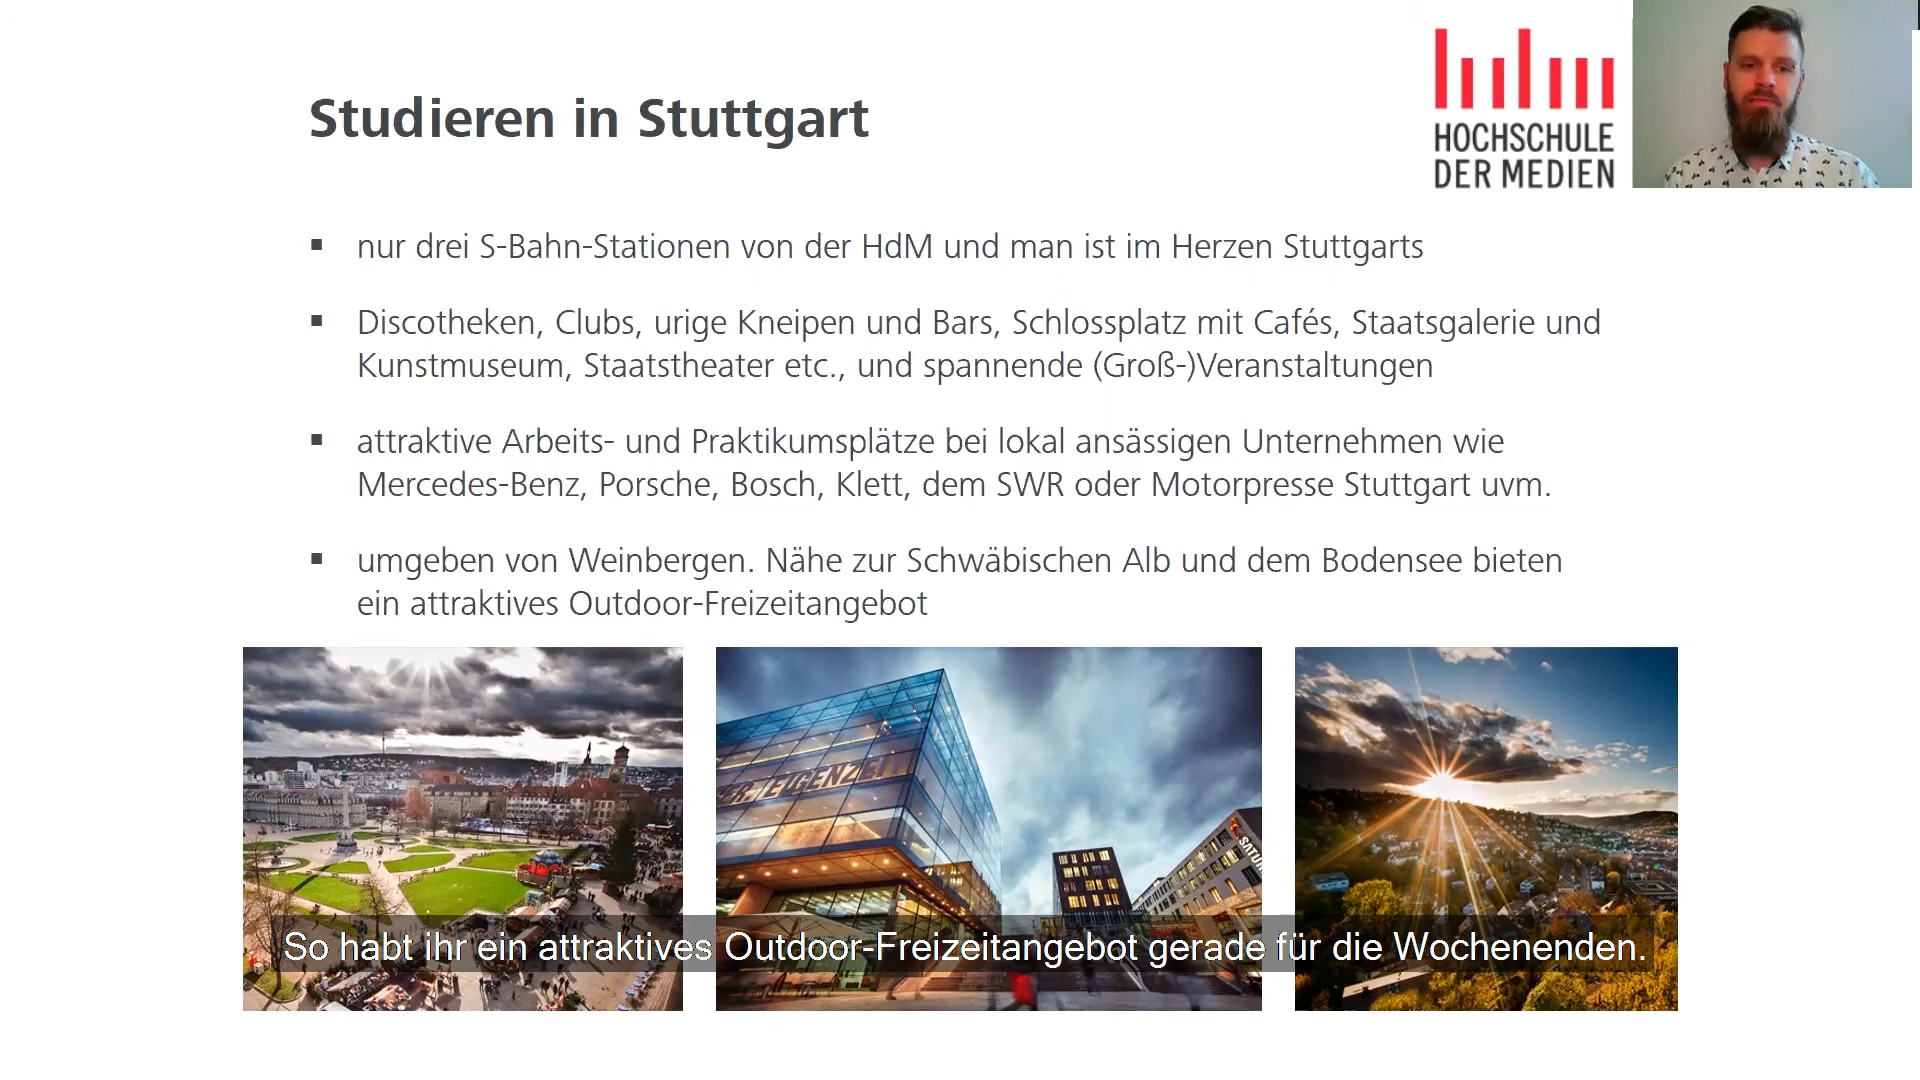 Studieren in Stuttgart
HOCHSCHULE
DER MEDIEN
▪ nur drei S-Bahn-Stationen von der HdM und man ist im Herzen Stuttgarts
▪ Discotheken, Clubs, urige Kneipen und Bars, Schlossplatz mit Cafés, Staatsgalerie und
Kunstmuseum, Staatstheater etc., und spannende (Groß-)Veranstaltungen
▪ attraktive Arbeits- und Praktikumsplätze bei lokal ansässigen Unternehmen wie
Mercedes-Benz, Porsche, Bosch, Klett, dem SWR oder Motorpresse Stuttgart uvm.
▪ umgeben von Weinbergen. Nähe zur Schwäbischen Alb und dem Bodensee bieten
ein attraktives Outdoor-Freizeitangebot
EIGENZEIT
So habt ihr ein attraktives Outdoor-Freizeitangebot gerade für die Wochenenden.